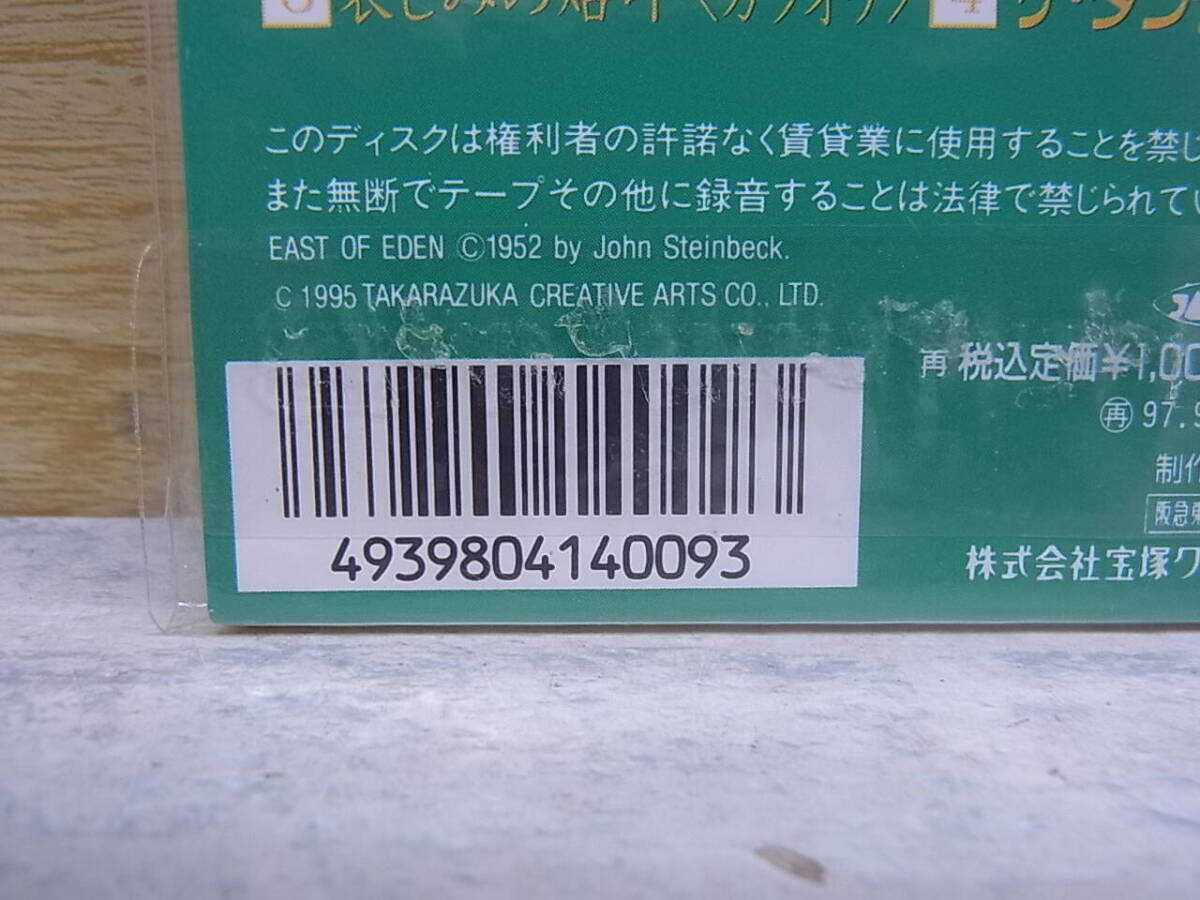 このディスクは権利者の許諾なく賃貸業に使用することを禁じ
また無断でテープその他に録音することは法律で禁じられてい
EAST OF EDEN ©1952 by John Steinbeck.
© 1995 TAKARAZUKA CREATIVE ARTS CO., LTD.
再 税込定価¥1,00
再 97.
制作
阪急
4939804140093
株式会社宝塚ク